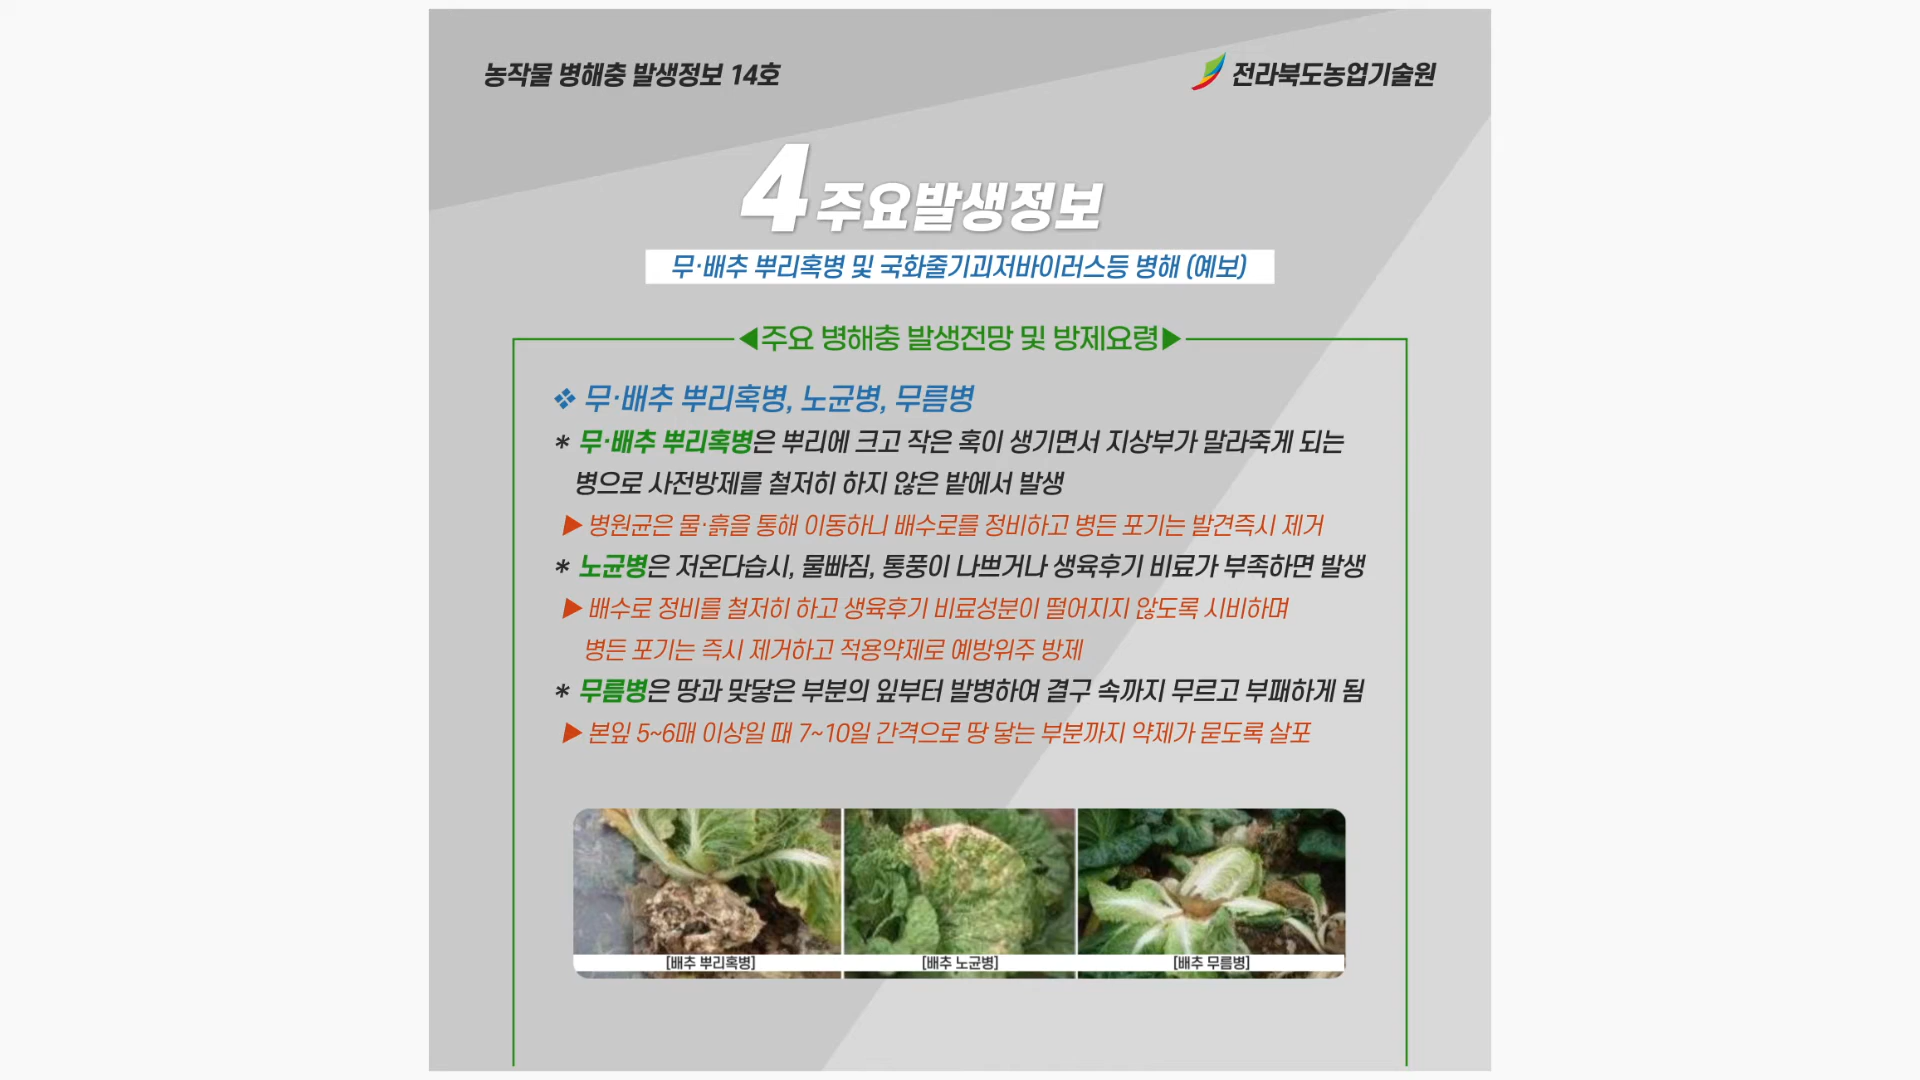 농작물 병해충 발생정보 14호
전라북도농업기술원
4 주요발생정보
무·배추 뿌리혹병 및 국화줄기괴저바이러스등 병해 (예보)
◀주요 병해충 발생전망 및 방제요령▶
❖ 무·배추 뿌리혹병, 노균병, 무름병
* 무·배추 뿌리혹병은 뿌리에 크고 작은 혹이 생기면서 지상부가 말라죽게 되는
병으로 사전방제를 철저히 하지 않은 밭에서 발생
▶ 병원균은 물·흙을 통해 이동하니 배수로를 정비하고 병든 포기는 발견즉시 제거
* 노균병은 저온다습시, 물빠짐, 통풍이 나쁘거나 생육후기 비료가 부족하면 발생
▶ 배수로 정비를 철저히 하고 생육후기 비료성분이 떨어지지 않도록 시비하며
병든 포기는 즉시 제거하고 적용약제로 예방위주 방제
* 무름병은 땅과 맞닿은 부분의 잎부터 발병하여 결구 속까지 무르고 부패하게 됨
▶ 본잎 5~6매 이상일 때 7~10일 간격으로 땅 닿는 부분까지 약제가 묻도록 살포
[배추 뿌리혹병]
[배추 노균병]
[배추 무름병]